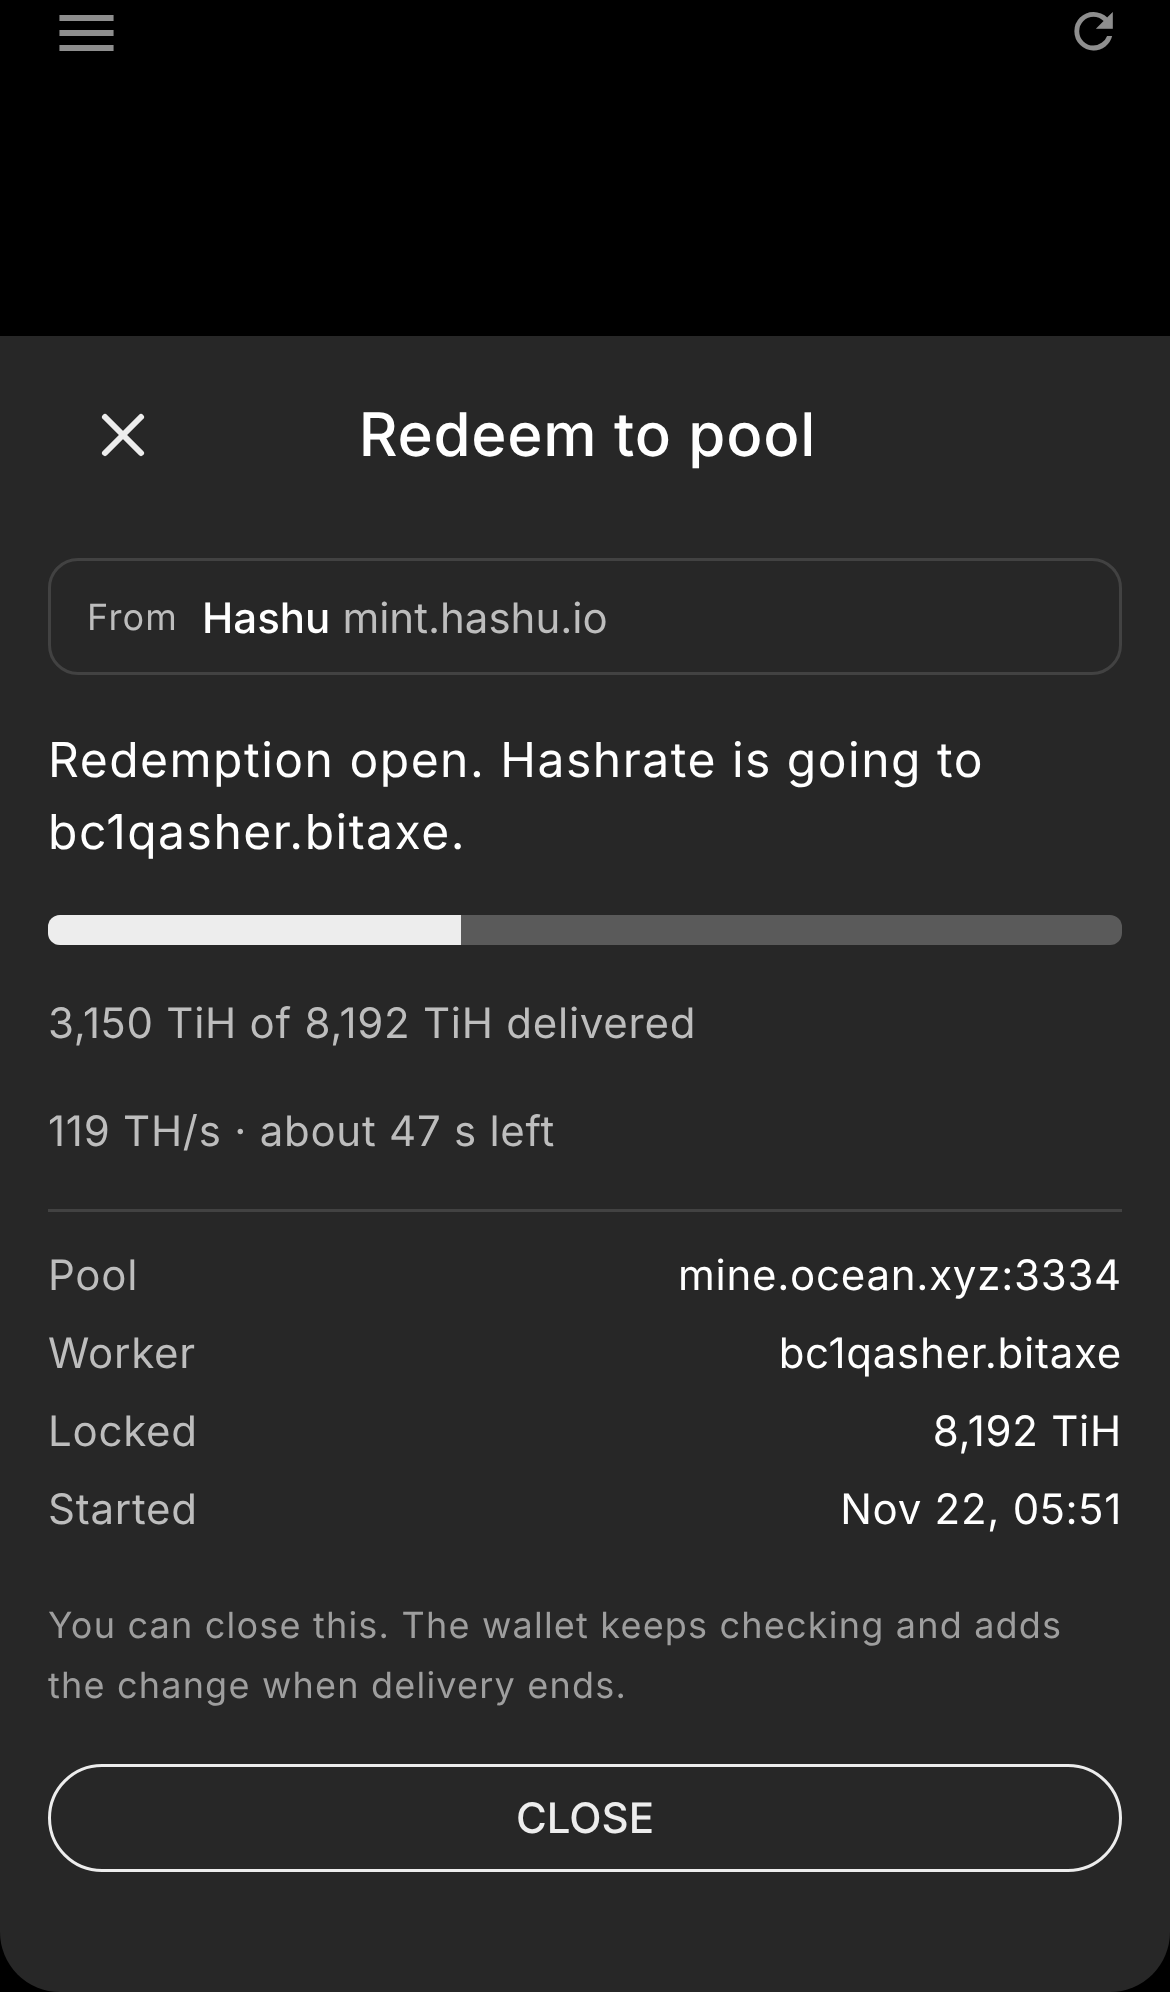 Redeem to pool
From Hashu mint.hashu.io
Redemption open. Hashrate is going to
bc1qasher.bitaxe.
3,150 TiH of 8,192 TiH delivered
119 TH/s · about 47 s left
Pool mine.ocean.xyz:3334
Worker bc1qasher.bitaxe
Locked 8,192 TiH
Started Nov 22, 05:51
You can close this. The wallet keeps checking and adds
the change when delivery ends.
CLOSE